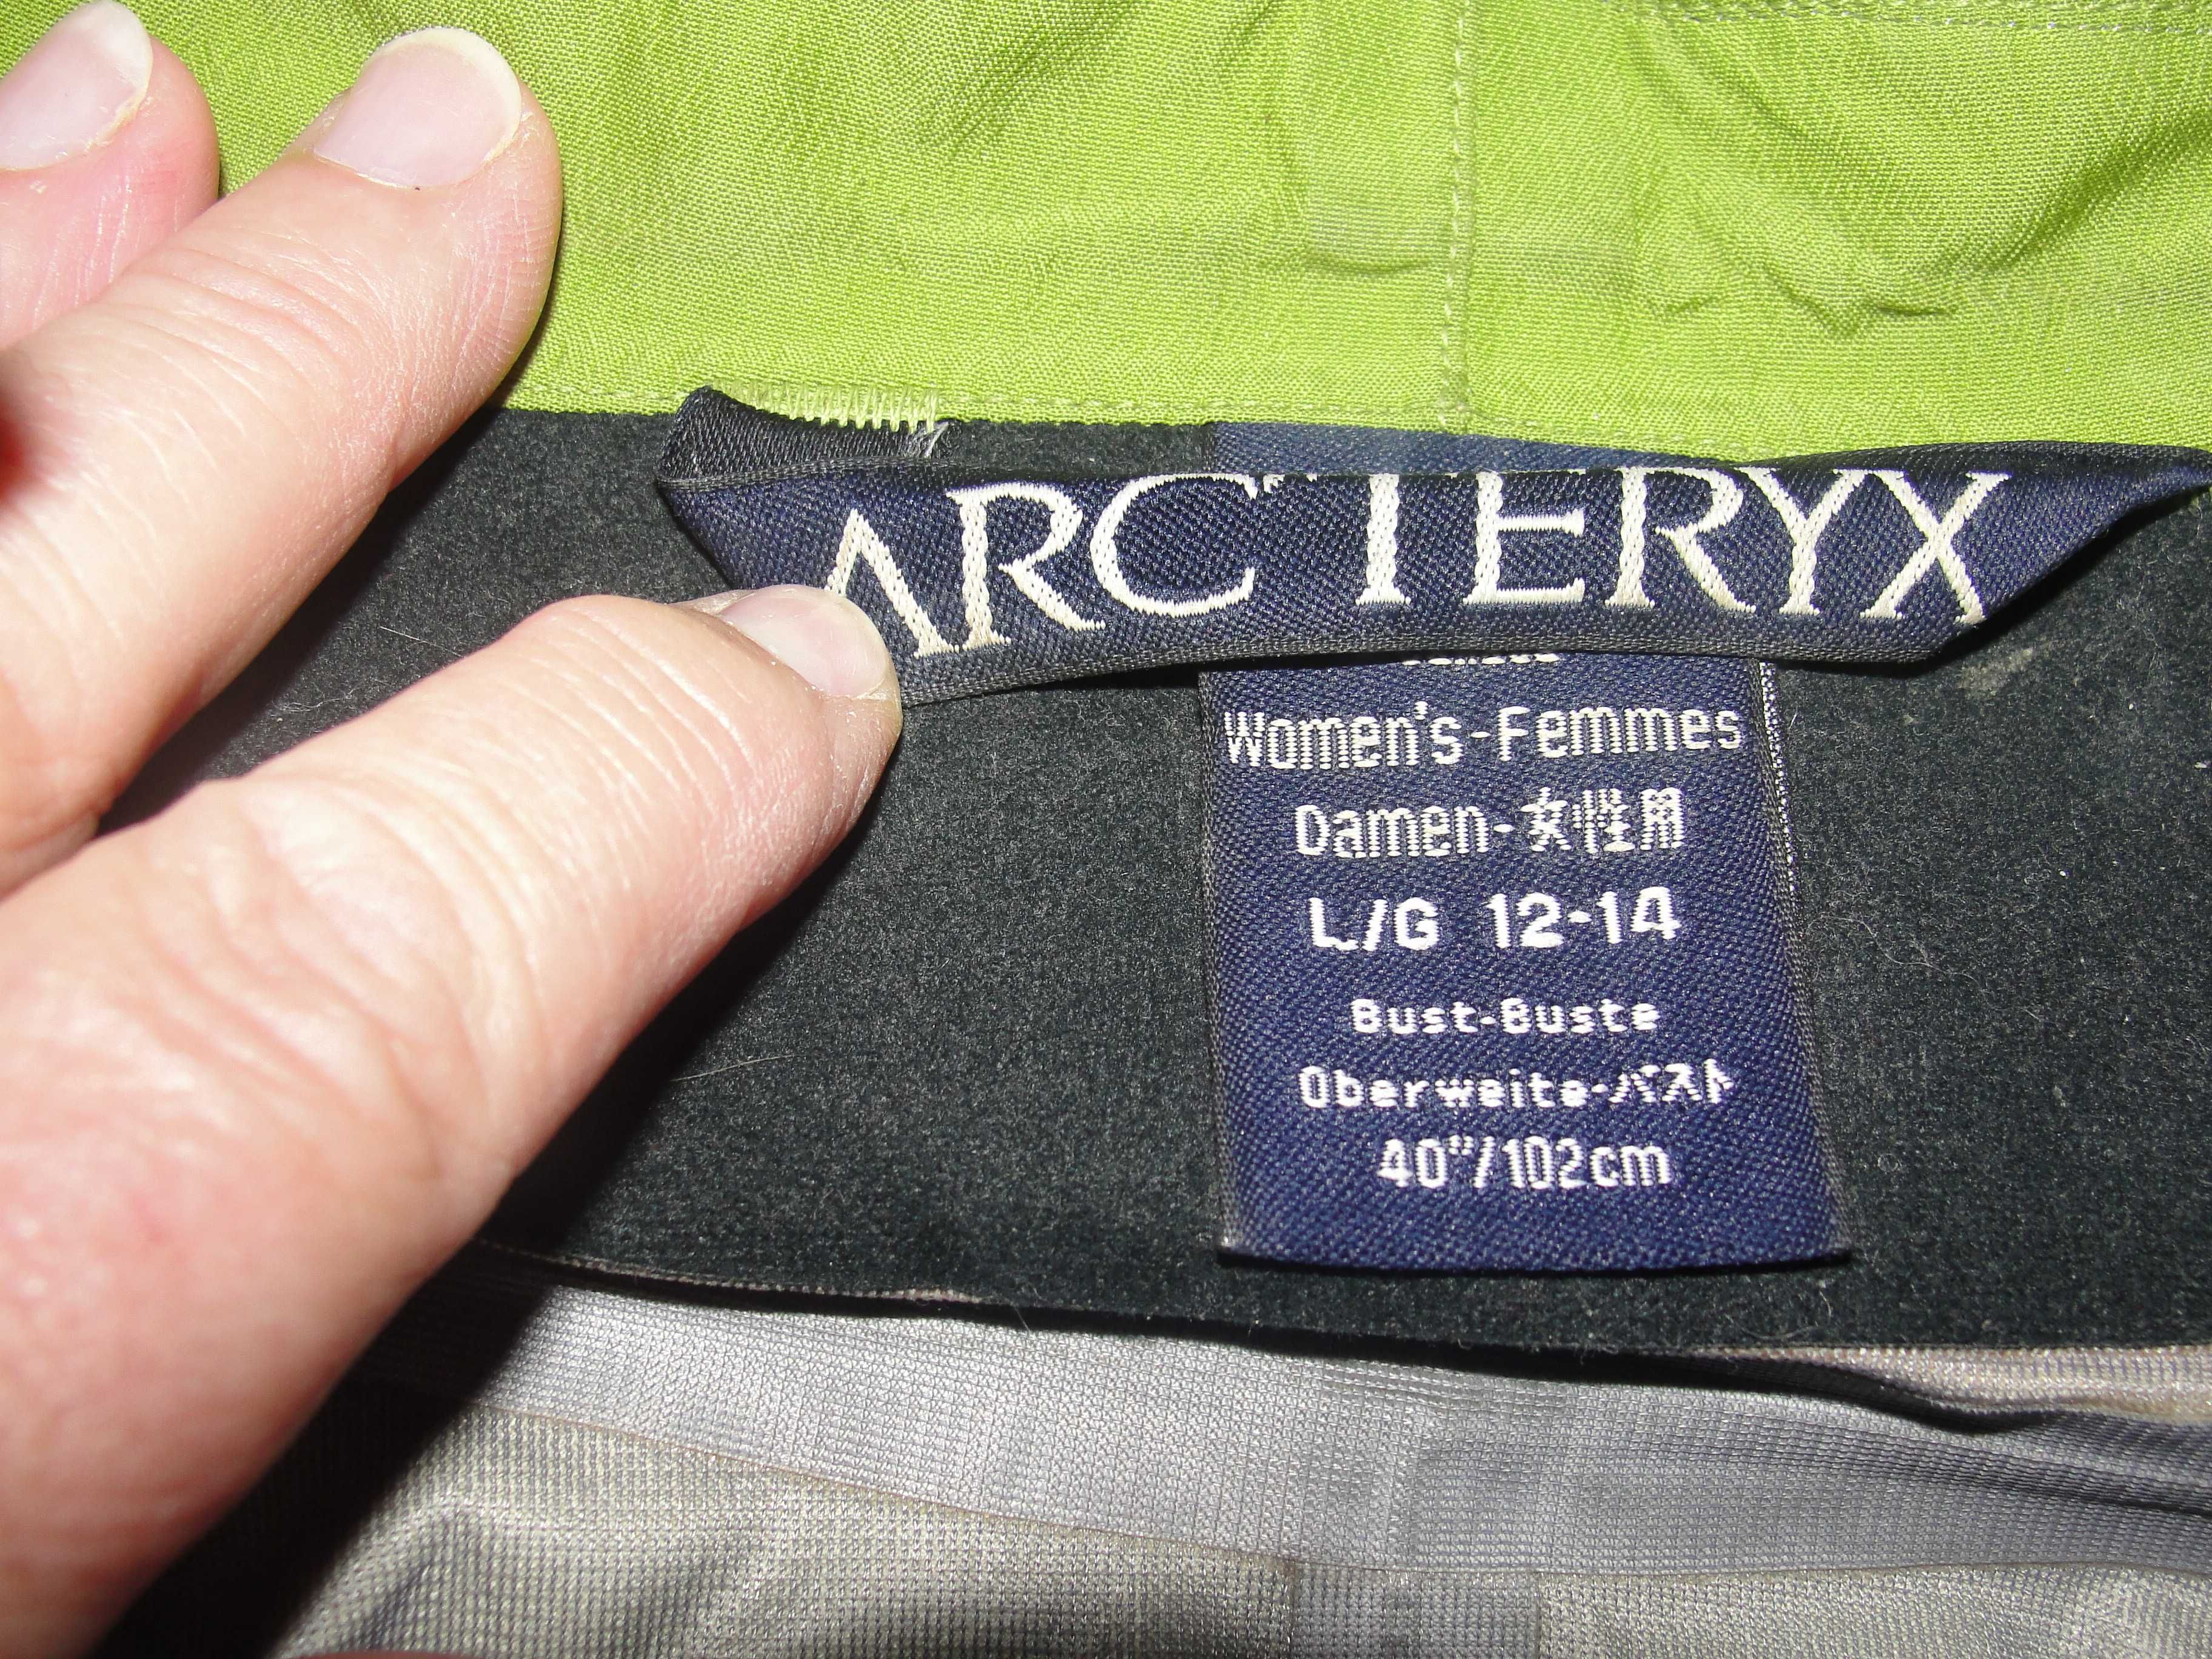 ARC'TERYX
Women's-Femmes
Damen-女性用
L/G 12-14
Bust-Buste
Oberweite-バスト
40"/102cm